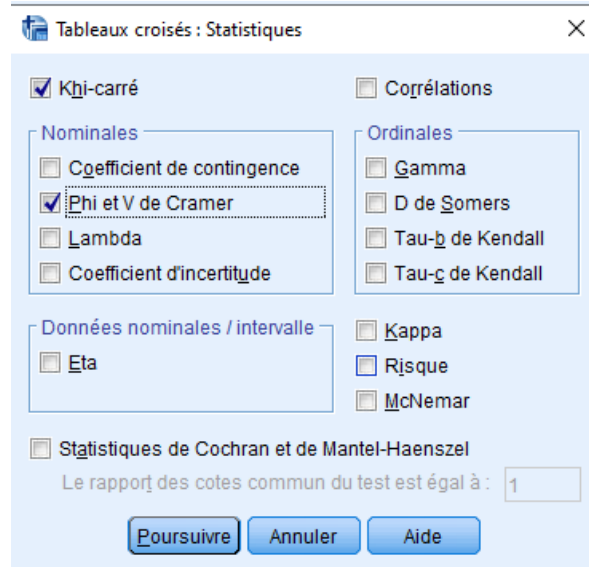 Tableaux croisés : Statistiques
Khi-carré
Corrélations
Nominales
Coefficient de contingence
Phi et V de Cramer
Lambda
Coefficient d'incertitude
Ordinales
Gamma
D de Somers
Tau-b de Kendall
Tau-c de Kendall
Données nominales / intervalle
Eta
Kappa
Risque
McNemar
Statistiques de Cochran et de Mantel-Haenszel
Le rapport des cotes commun du test est égal à : 1
Poursuivre Annuler Aide